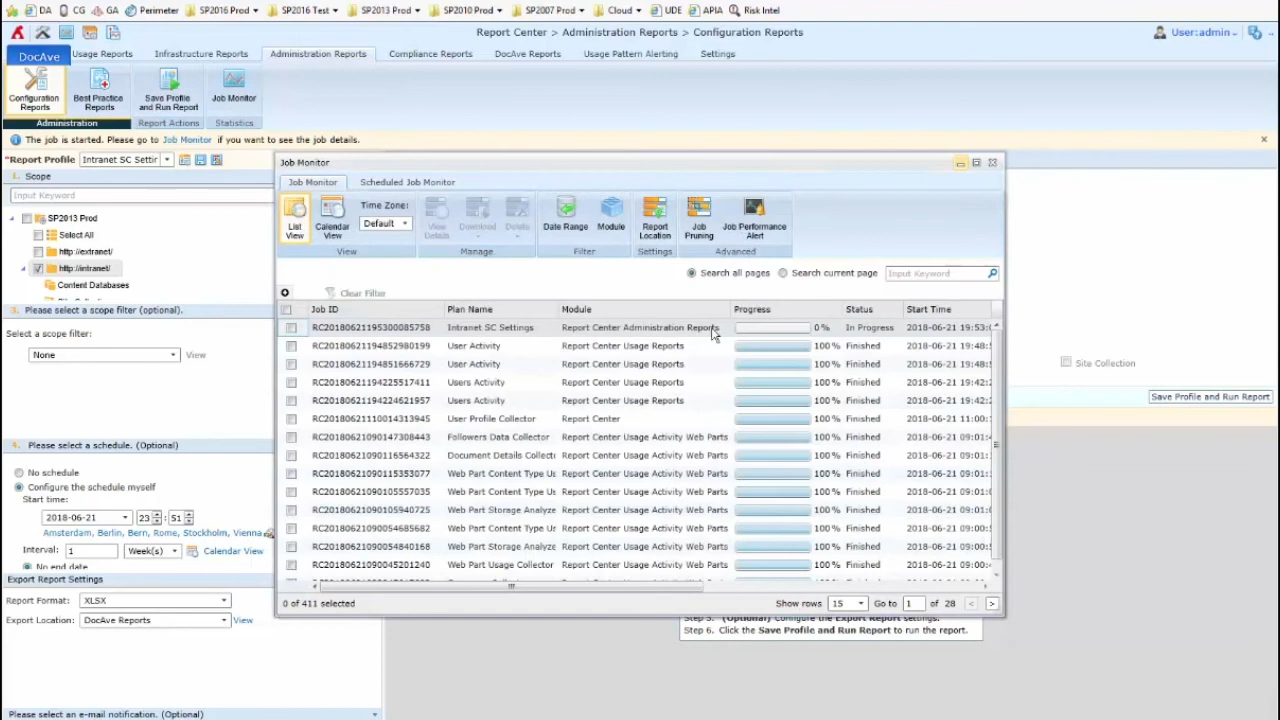 DA CG GA Perimeter SP2016 Prod SP2016 Test SP2013 Prod SP2010 Prod SP2007 Prod Cloud UDE APIA Risk Intel
Report Center > Administration Reports > Configuration Reports
User:admin
DocAve
Usage Reports Infrastructure Reports Administration Reports Compliance Reports DocAve Reports Usage Pattern Alerting Settings
Configuration Reports
Best Practice Reports
Save Profile and Run Report
Job Monitor
Administration Report Actions Statistics
The job is started. Please go to Job Monitor if you want to see the job details.
*Report Profile Intranet SC Settir
1. Scope
Input Keyword
SP2013 Prod
Select All
http://extranet/
http://intranet/
Content Databases
3. Please select a scope filter (optional).
Select a scope filter:
None View
4. Please select a schedule. (Optional)
No schedule
Configure the schedule myself
Start time:
2018-06-21 23 : 51
Amsterdam, Berlin, Bern, Rome, Stockholm, Vienna
Interval: 1 Week(s) Calendar View
No end date
Export Report Settings
Report Format: XLSX
Export Location: DocAve Reports View
Please select an e-mail notification. (Optional)
Job Monitor
Job Monitor Scheduled Job Monitor
List View
Calendar View
Time Zone:
Default
View Details
Download
Delete
Date Range
Module
Report Location
Job Pruning
Job Performance Alert
View Manage Filter Settings Advanced
Search all pages Search current page Input Keyword
Clear Filter
Job ID Plan Name Module Progress Status Start Time
RC20180621195300085758 Intranet SC Settings Report Center Administration Reports 0 % In Progress 2018-06-21 19:53:
RC20180621194852980199 User Activity Report Center Usage Reports 100 % Finished 2018-06-21 19:48:
RC20180621194851666729 User Activity Report Center Usage Reports 100 % Finished 2018-06-21 19:48:
RC20180621194225517411 Users Activity Report Center Usage Reports 100 % Finished 2018-06-21 19:42:
RC20180621194224621957 Users Activity Report Center Usage Reports 100 % Finished 2018-06-21 19:42:
RC20180621110014313945 User Profile Collector Report Center 100 % Finished 2018-06-21 11:00:
RC20180621090147308443 Followers Data Collector Report Center Usage Activity Web Parts 100 % Finished 2018-06-21 09:01:
RC20180621090116564322 Document Details Collect Report Center Usage Activity Web Parts 100 % Finished 2018-06-21 09:01:
RC20180621090115353077 Web Part Content Type Us Report Center Usage Activity Web Parts 100 % Finished 2018-06-21 09:01:
RC20180621090105557035 Web Part Content Type Us Report Center Usage Activity Web Parts 100 % Finished 2018-06-21 09:01:
RC20180621090105940725 Web Part Storage Analyze Report Center Usage Activity Web Parts 100 % Finished 2018-06-21 09:01:
RC20180621090054685682 Web Part Content Type Us Report Center Usage Activity Web Parts 100 % Finished 2018-06-21 09:00:
RC20180621090054840168 Web Part Storage Analyze Report Center Usage Activity Web Parts 100 % Finished 2018-06-21 09:00:
RC20180621090045201240 Web Part Usage Collector Report Center Usage Activity Web Parts 100 % Finished 2018-06-21 09:00:
0 of 411 selected Show rows 15 Go to 1 of 28 < >
Site Collection
Save Profile and Run Report
Step 5. (Optional) Configure the Export Report settings.
Step 6. Click the Save Profile and Run Report to run the report.